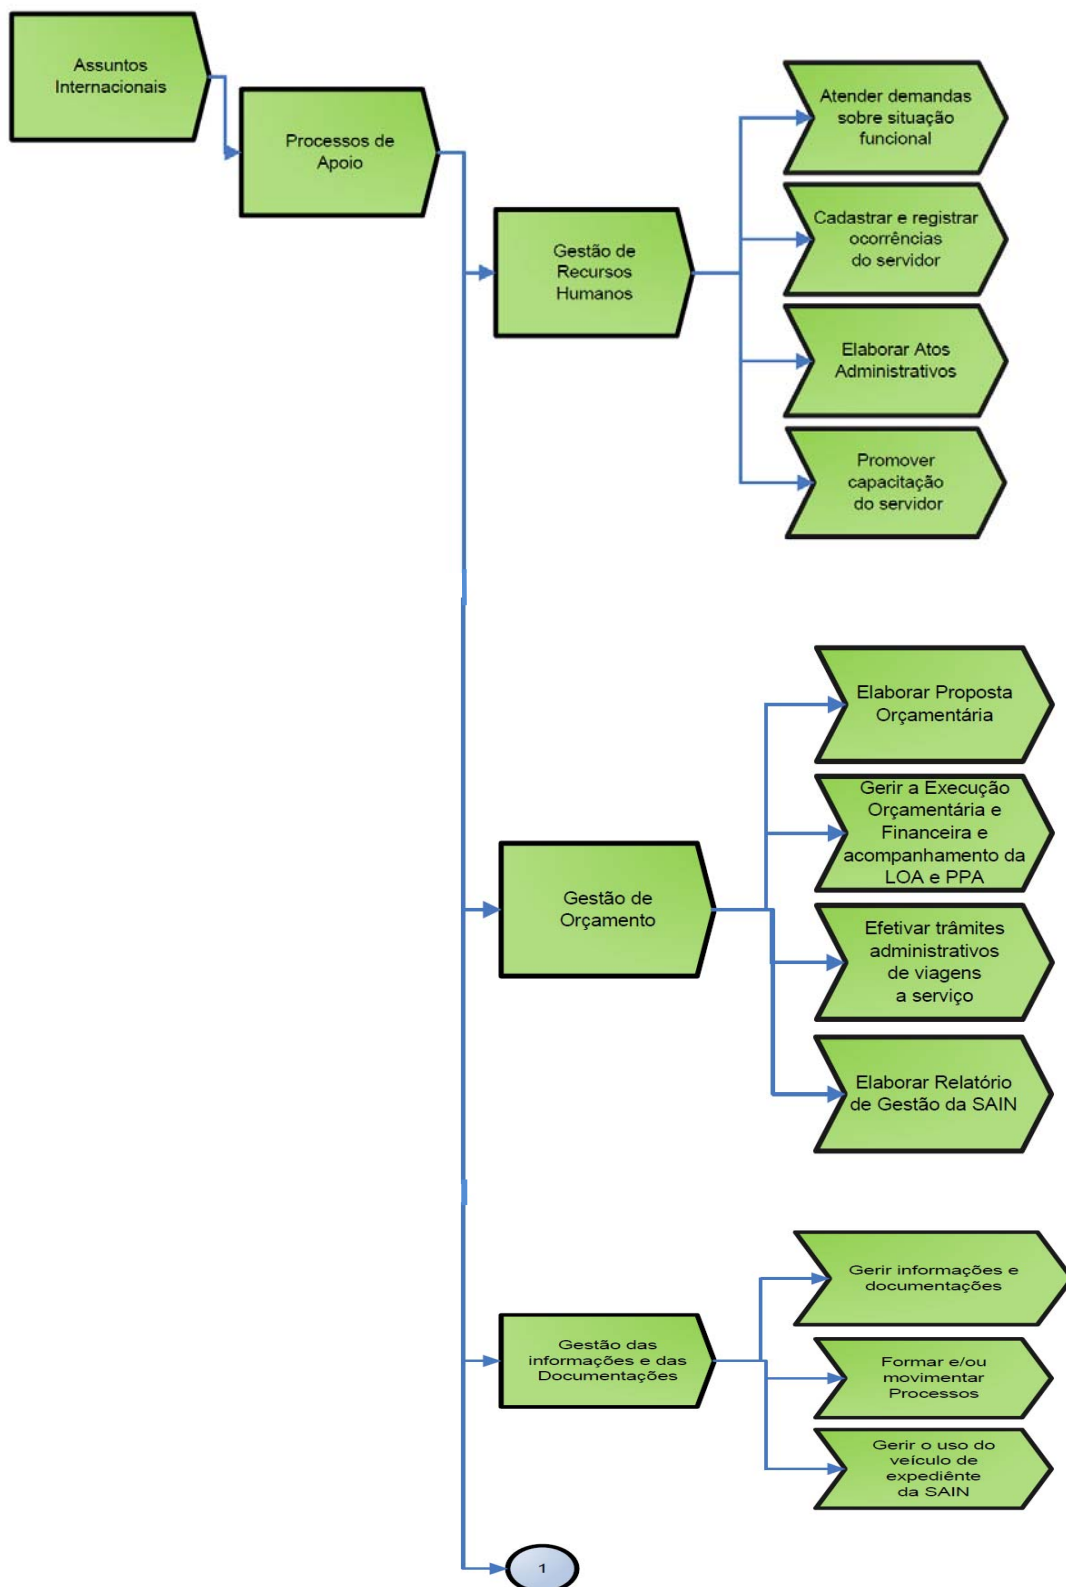 Assuntos
Internacionais
Processos de
Apoio
Gestão de
Recursos
Humanos
Atender demandas
sobre situação
funcional
Cadastrar e registrar
ocorrências
do servidor
Elaborar Atos
Administrativos
Promover
capacitação
do servidor
Gestão de
Orçamento
Elaborar Proposta
Orçamentária
Gerir a Execução
Orçamentária e
Financeira e
acompanhamento da
LOA e PPA
Efetivar trâmites
administrativos
de viagens
a serviço
Elaborar Relatório
de Gestão da SAIN
Gestão das
informações e das
Documentações
Gerir informações e
documentações
Formar e/ou
movimentar
Processos
Gerir o uso do
veículo de
expediênte
da SAIN
1